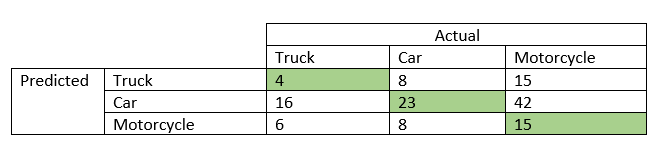 Actual
Truck Car Motorcycle
Predicted Truck 4 8 15
Car 16 23 42
Motorcycle 6 8 15